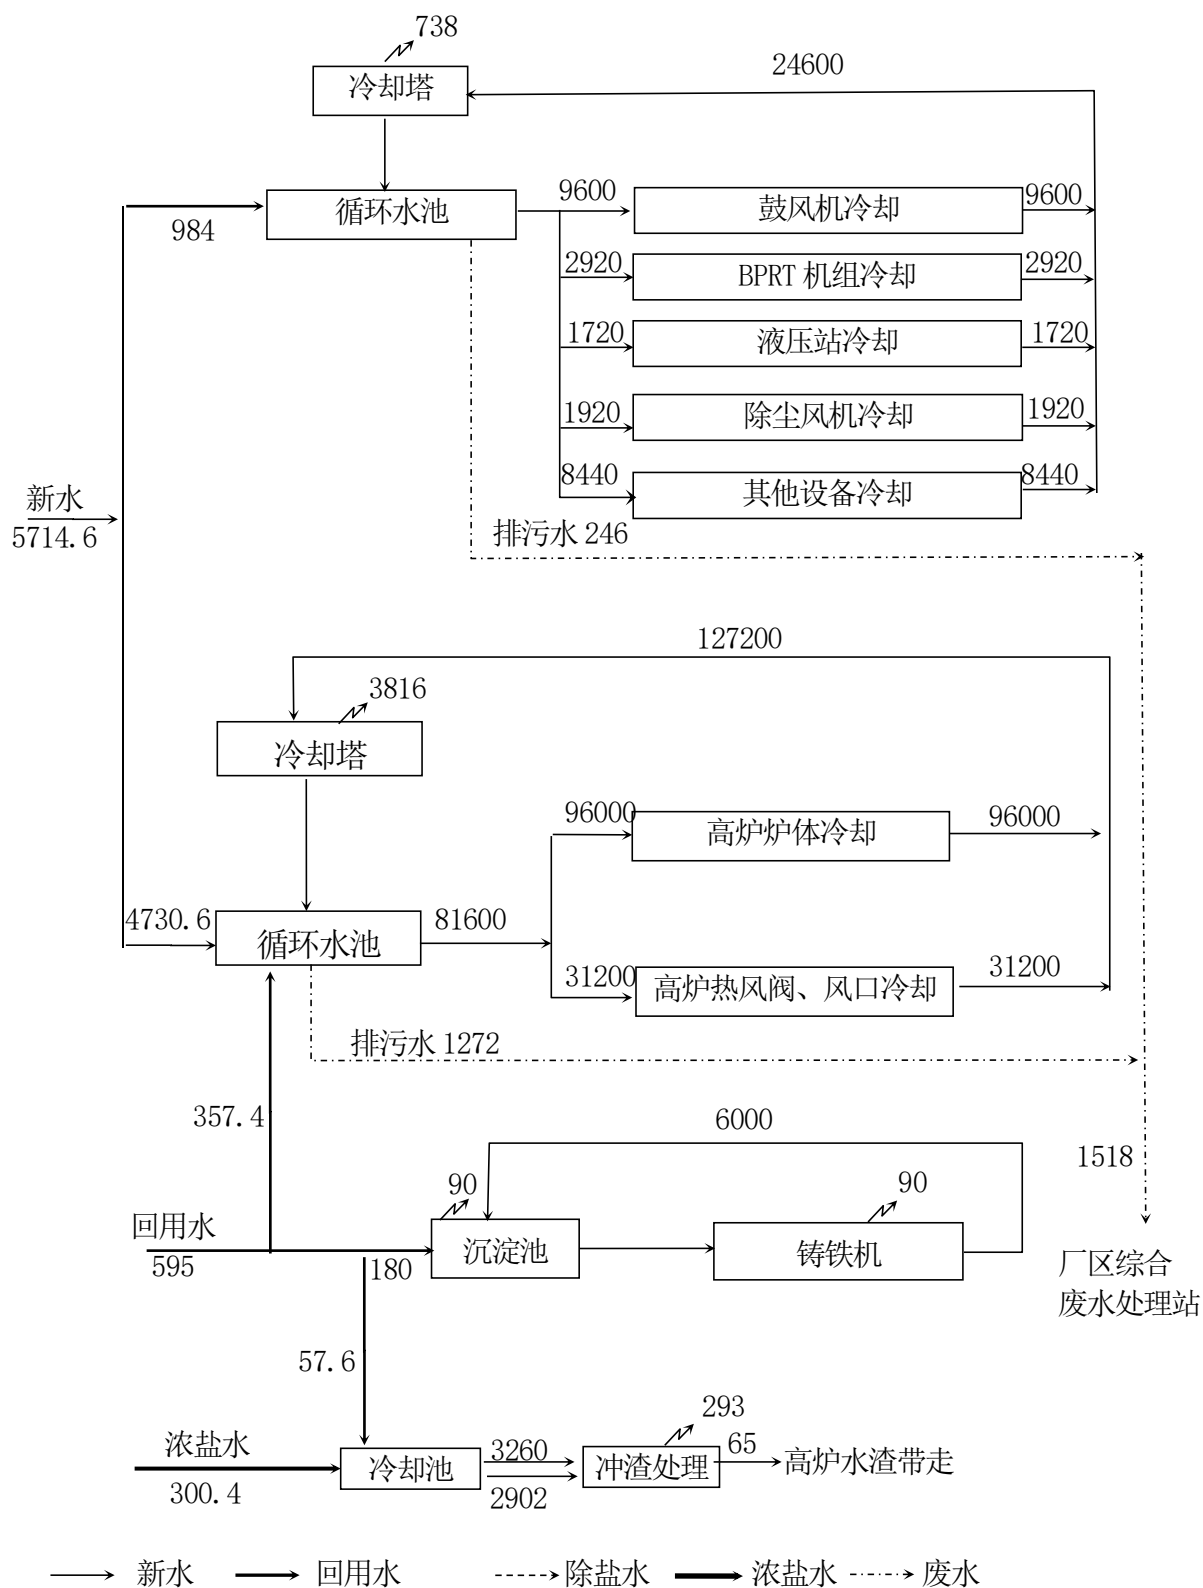 738
24600
冷却塔
循环水池
984
9600
鼓风机冷却
9600
2920
BPRT 机组冷却
2920
1720
液压站冷却
1720
1920
除尘风机冷却
1920
8440
其他设备冷却
8440
新水
5714.6
排污水 246
127200
3816
冷却塔
96000
高炉炉体冷却
96000
4730.6
循环水池
81600
31200
高炉热风阀、风口冷却
31200
排污水 1272
357.4
6000
1518
90
90
回用水
595
180
沉淀池
铸铁机
厂区综合
废水处理站
57.6
293
浓盐水
300.4
冷却池
3260
2902
冲渣处理
65
高炉水渣带走
新水
回用水
除盐水
浓盐水
废水